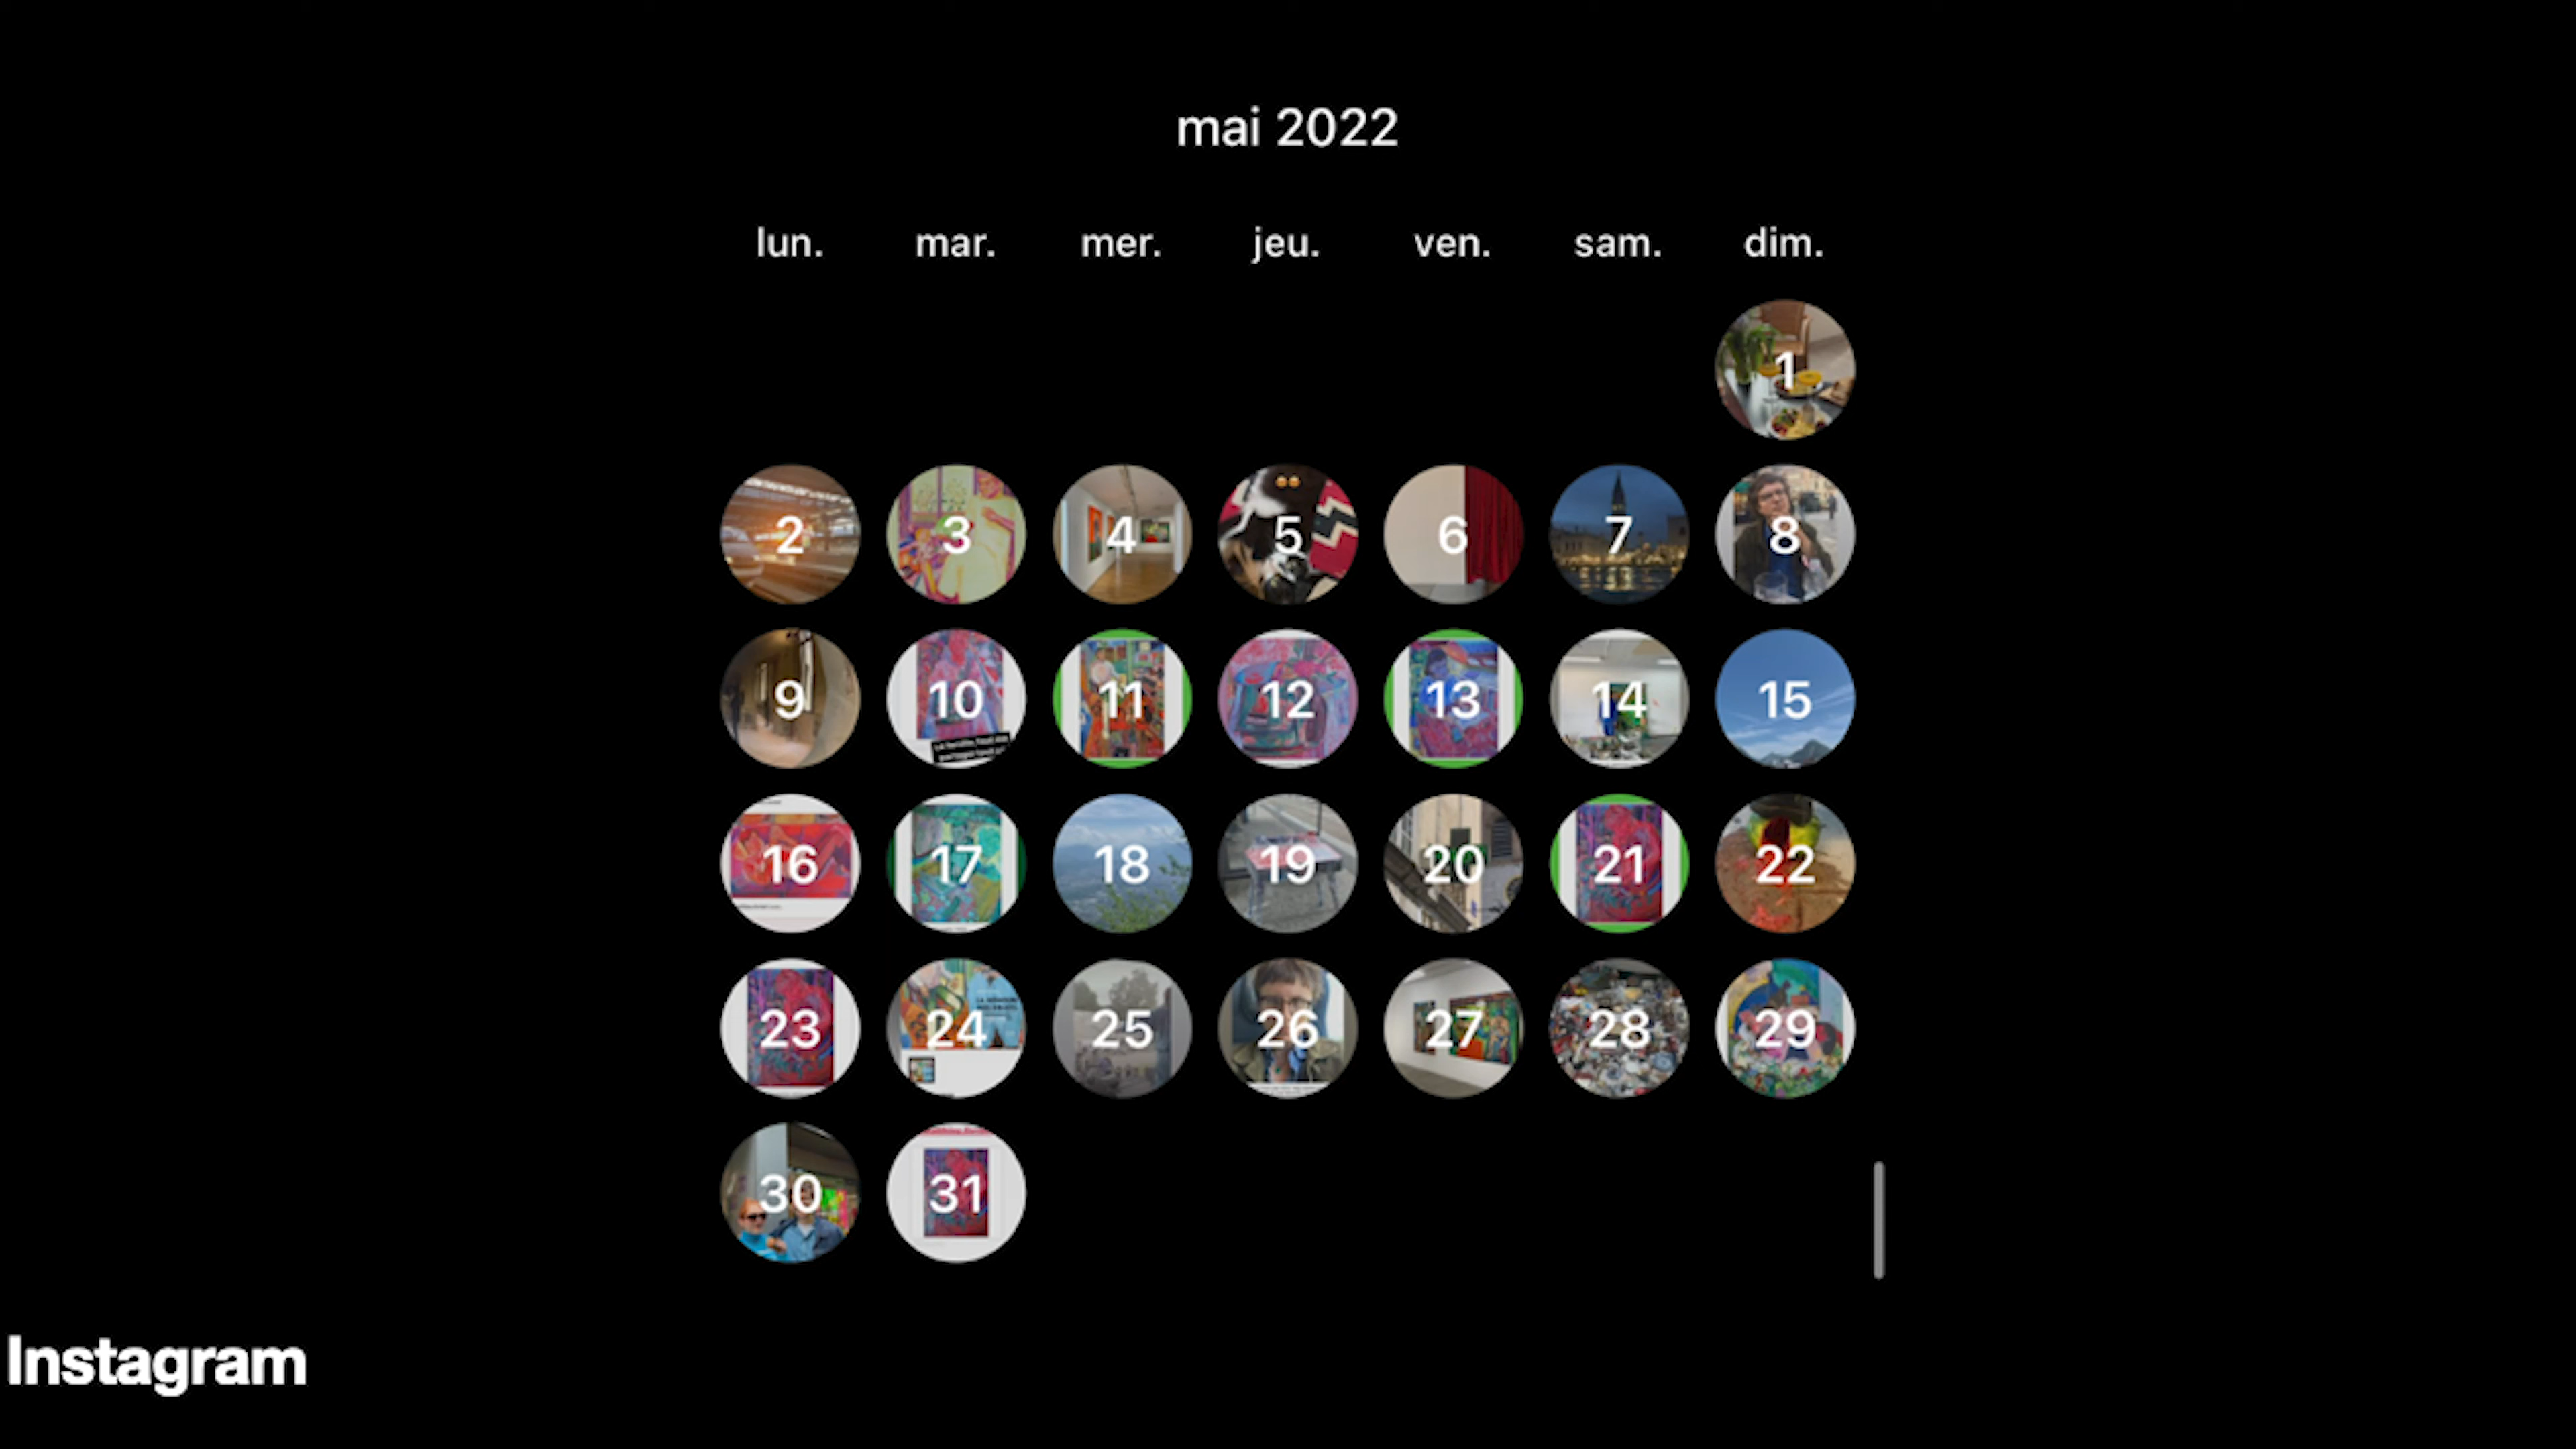 mai 2022
lun. mar. mer. jeu. ven. sam. dim.
1
2 3 4 5 6 7 8
9 10 11 12 13 14 15
16 17 18 19 20 21 22
23 24 25 26 27 28 29
30 31
Instagram